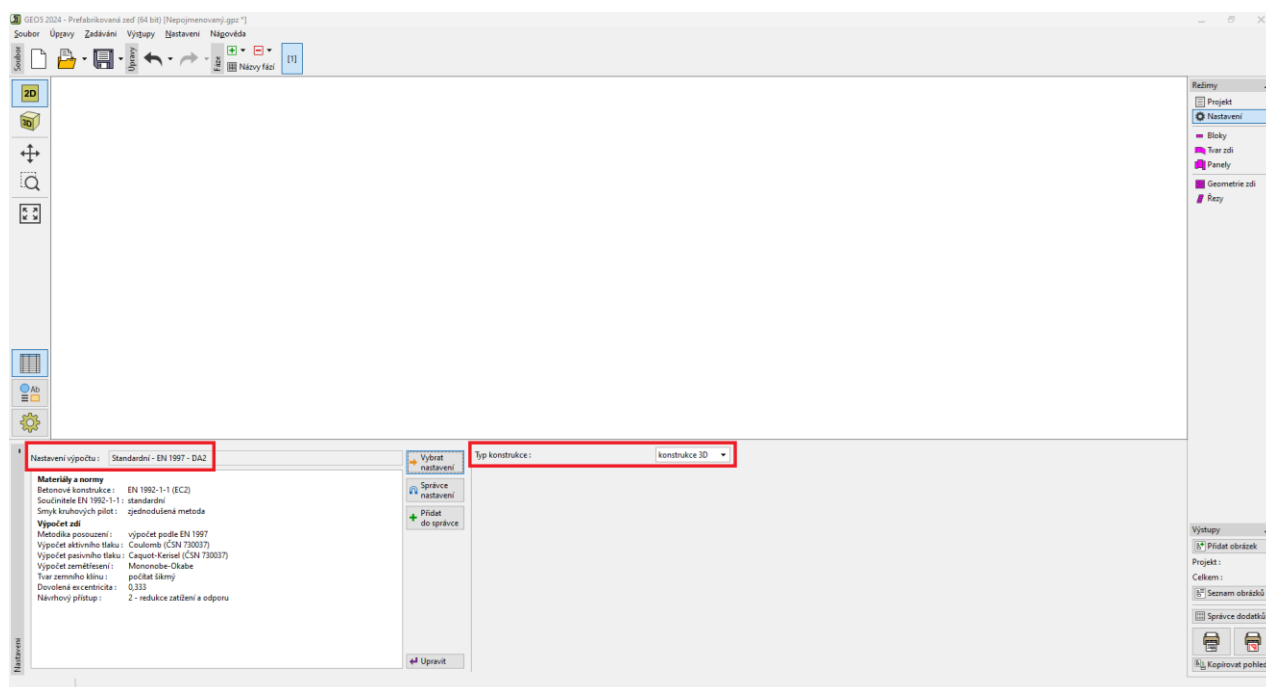 GEO5 2024 - Prefabrikovaná zeď (64 bit) [Nepojmenovaný.gpz *]
Soubor Úpravy Zadávání Výstupy Nastavení Nápověda
Soubor
Úpravy
Fáze
Názvy fází
[1]
2D
3D
Ab
Režimy
Projekt
Nastavení
Bloky
Tvar zdi
Panely
Geometrie zdi
Řezy
Nastavení
Nastavení výpočtu : Standardní - EN 1997 - DA2
Materiály a normy
Betonové konstrukce : EN 1992-1-1 (EC2)
Součinitele EN 1992-1-1 : standardní
Smyk kruhových pilot : zjednodušená metoda
Výpočet zdí
Metodika posouzení : výpočet podle EN 1997
Výpočet aktivního tlaku : Coulomb (ČSN 730037)
Výpočet pasivního tlaku : Caquot-Kerisel (ČSN 730037)
Výpočet zemětřesení : Mononobe-Okabe
Tvar zemního klínu : počítat šikmý
Dovolená excentricita : 0,333
Návrhový přístup : 2 - redukce zatížení a odporu
Vybrat
nastavení
Správce
nastavení
Přidat
do správce
Upravit
Typ konstrukce : konstrukce 3D
Výstupy
Přidat obrázek
Projekt :
Celkem :
Seznam obrázků
Správce dodatků
Kopírovat pohled